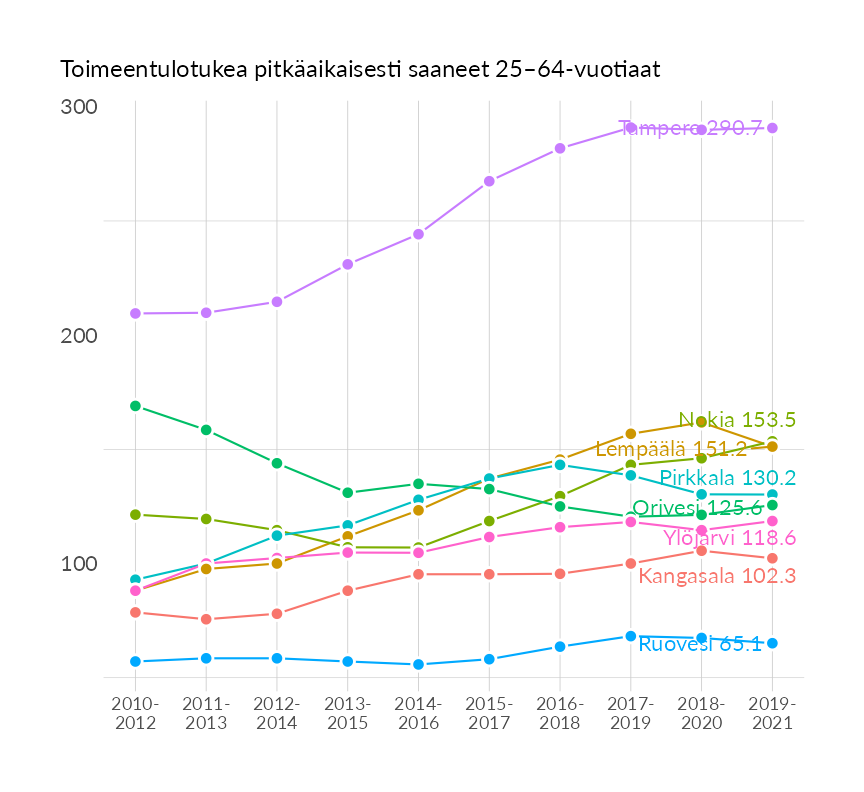 Toimeentulotukea pitkäaikaisesti saaneet 25–64-vuotiaat
300
Tampere 290.7
200
Nokia 153.5
Lempäälä 151.2
Pirkkala 130.2
Orivesi 125.6
Ylöjärvi 118.6
100
Kangasala 102.3
Ruovesi 65.1
2010- 2011- 2012- 2013- 2014- 2015- 2016- 2017- 2018- 2019-
2012 2013 2014 2015 2016 2017 2018 2019 2020 2021